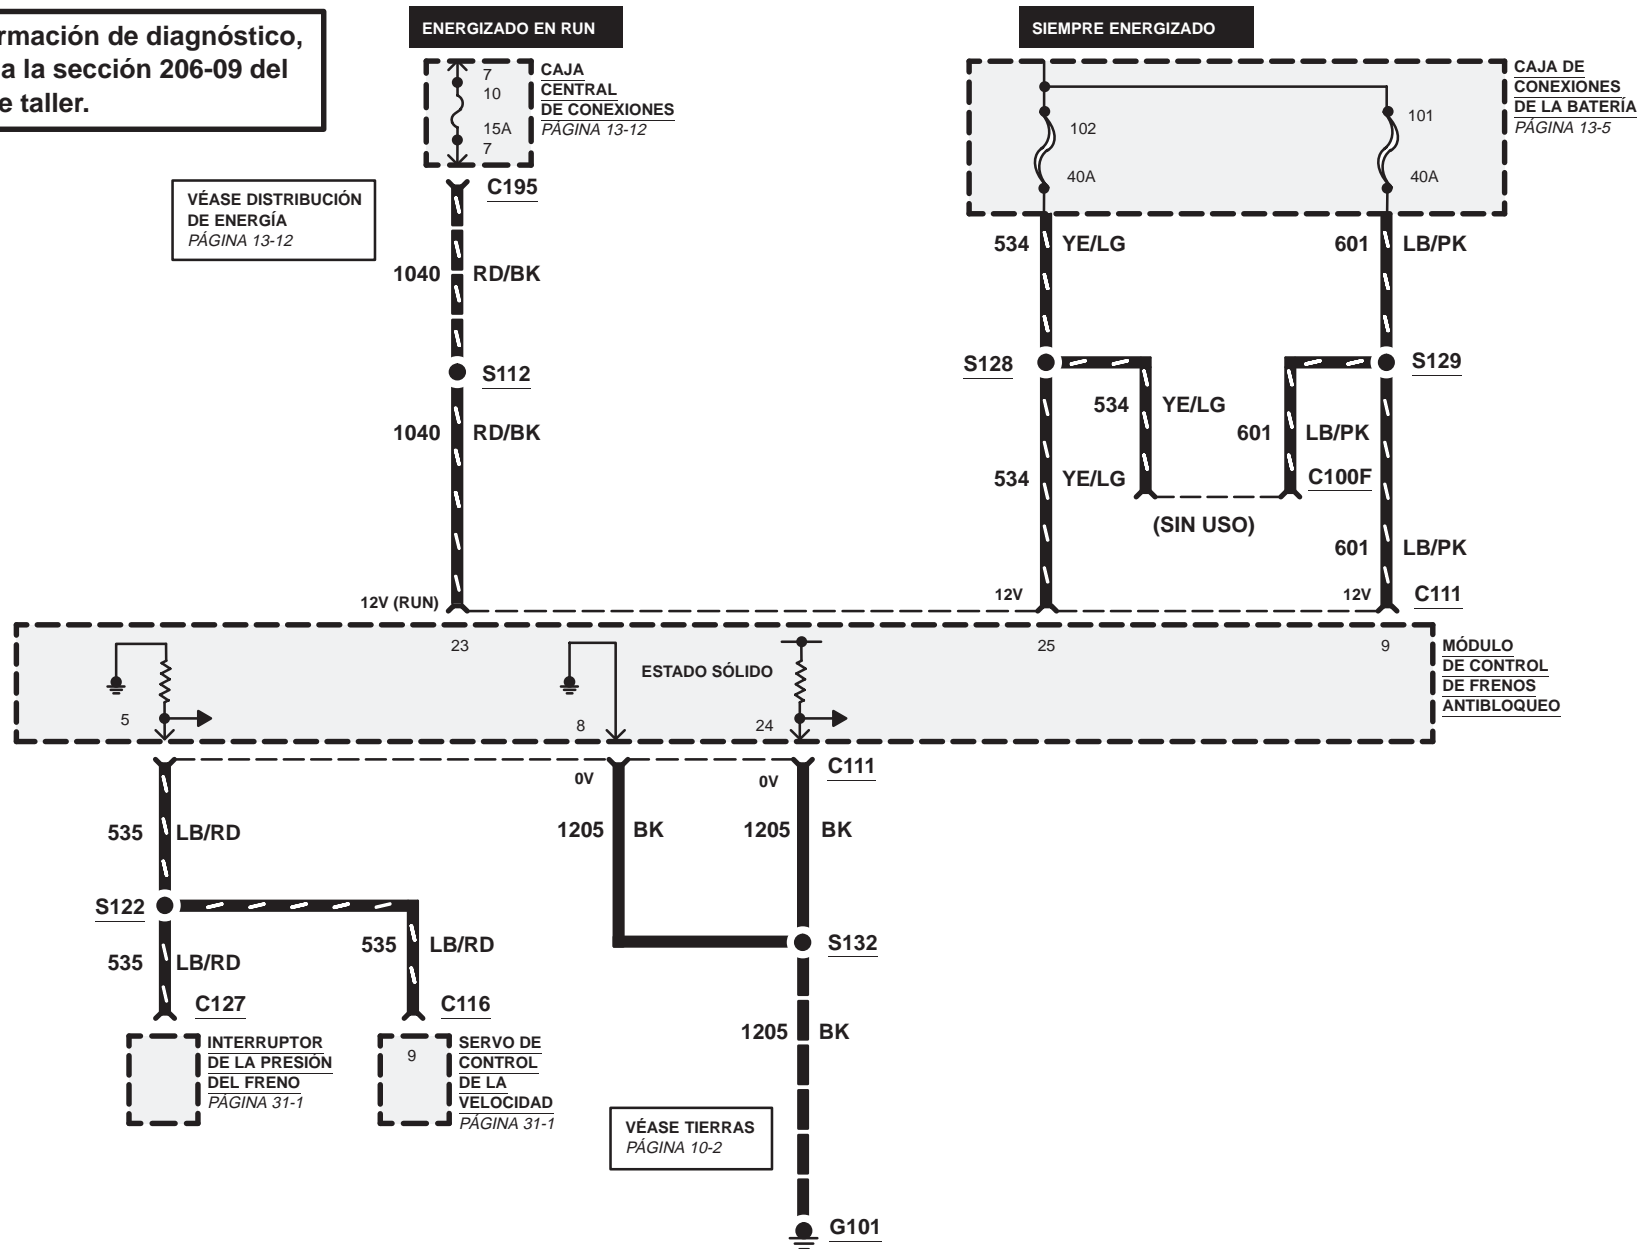 rmación de diagnóstico,
a la sección 206-09 del
e taller.
ENERGIZADO EN RUN
SIEMPRE ENERGIZADO
7
10
15A
7
CAJA
CENTRAL
DE CONEXIONES
PÁGINA 13-12
102
40A
101
40A
CAJA DE
CONEXIONES
DE LA BATERÍA
PÁGINA 13-5
C195
VÉASE DISTRIBUCIÓN
DE ENERGÍA
PÁGINA 13-12
534 YE/LG
601 LB/PK
1040 RD/BK
S112
S128
S129
534 YE/LG
601 LB/PK
1040 RD/BK
534 YE/LG
C100F
(SIN USO)
601 LB/PK
12V (RUN)
12V
12V
C111
23
25
9
ESTADO SÓLIDO
5
8
24
MÓDULO
DE CONTROL
DE FRENOS
ANTIBLOQUEO
0V
0V
C111
535 LB/RD
1205 BK
1205 BK
S122
535 LB/RD
535 LB/RD
S132
C127
C116
1205 BK
INTERRUPTOR
DE LA PRESIÓN
DEL FRENO
PÁGINA 31-1
9
SERVO DE
CONTROL
DE LA
VELOCIDAD
PÁGINA 31-1
VÉASE TIERRAS
PÁGINA 10-2
G101